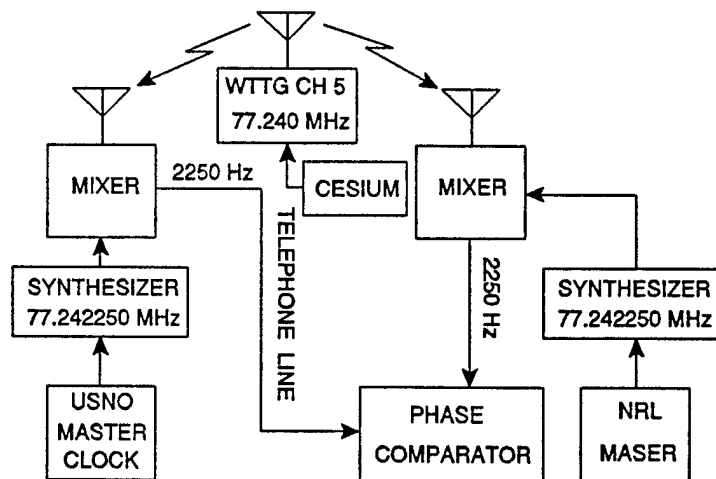 WTTG CH 5
77.240 MHz
MIXER
2250 Hz
CESIUM
MIXER
TELEPHONE LINE
2250 Hz
SYNTHESIZER
77.242250 MHz
SYNTHESIZER
77.242250 MHz
USNO
MASTER
CLOCK
PHASE
COMPARATOR
NRL
MASER